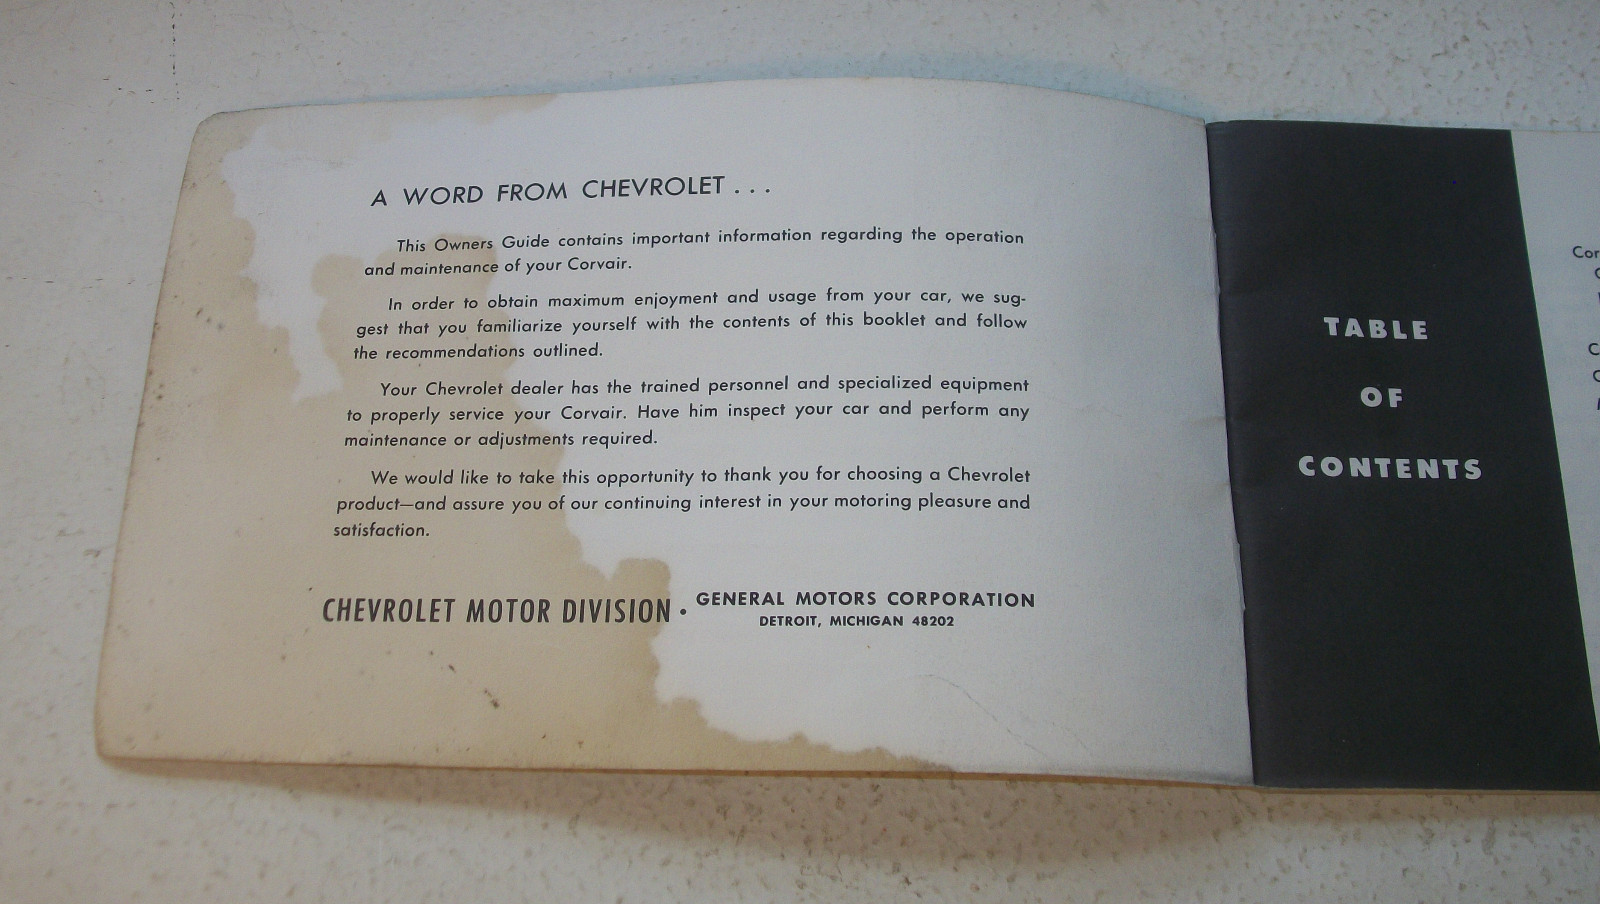 A WORD FROM CHEVROLET . . .
This Owners Guide contains important information regarding the operation
and maintenance of your Corvair.
In order to obtain maximum enjoyment and usage from your car, we sug-
gest that you familiarize yourself with the contents of this booklet and follow
the recommendations outlined.
Your Chevrolet dealer has the trained personnel and specialized equipment
to properly service your Corvair. Have him inspect your car and perform any
maintenance or adjustments required.
We would like to take this opportunity to thank you for choosing a Chevrolet
product—and assure you of our continuing interest in your motoring pleasure and
satisfaction.
CHEVROLET MOTOR DIVISION • GENERAL MOTORS CORPORATION
DETROIT, MICHIGAN 48202
TABLE
OF
CONTENTS